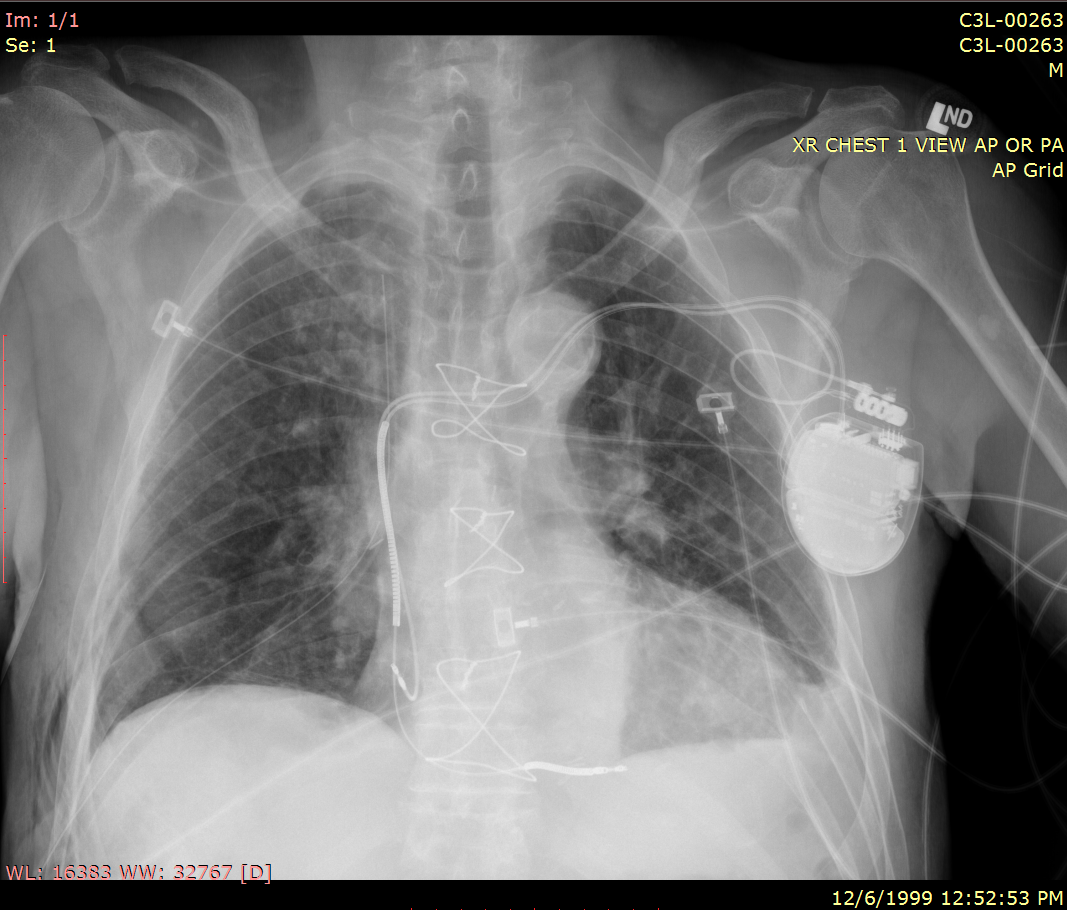 Im: 1/1
Se: 1
C3L-00263
C3L-00263
M
LND
XR CHEST 1 VIEW AP OR PA
AP Grid
WL: 16383 WW: 32767 [D]
12/6/1999 12:52:53 PM